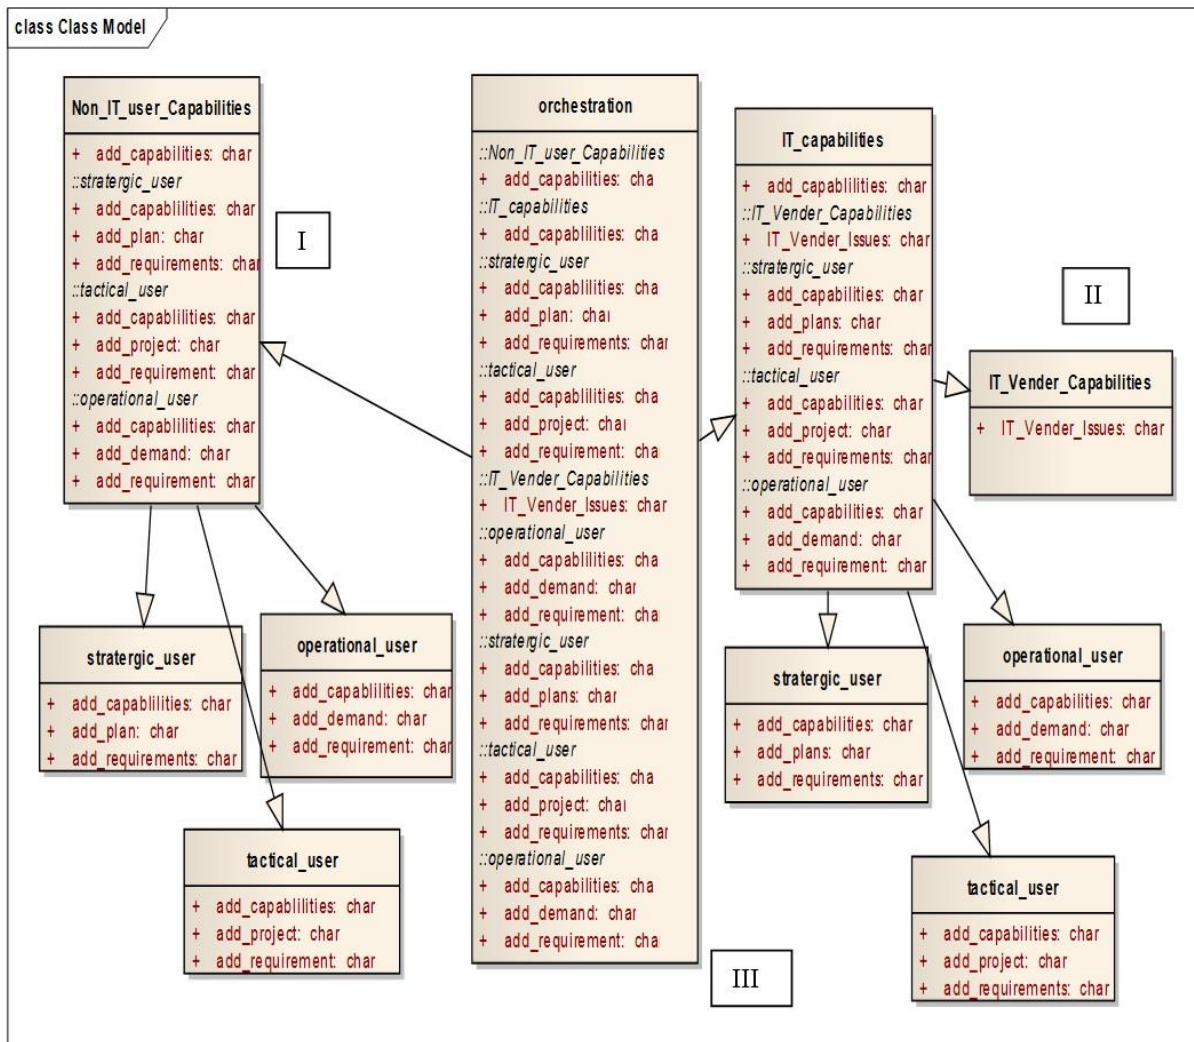 class Class Model
Non_IT_user_Capabilities
+ add_capabilities: char
::stratergic_user
+ add_capablilities: char
+ add_plan: char
+ add_requirements: char
::tactical_user
+ add_capablilities: char
+ add_project: char
+ add_requirement: char
::operational_user
+ add_capablilities: char
+ add_demand: char
+ add_requirement: char
I
orchestration
::Non_IT_user_Capabilities
+ add_capabilities: cha
::IT_capabilities
+ add_capablilities: cha
::stratergic_user
+ add_capablilities: cha
+ add_plan: char
+ add_requirements: char
::tactical_user
+ add_capablilities: cha
+ add_project: char
+ add_requirement: char
::IT_Vender_Capabilities
+ IT_Vender_Issues: char
::operational_user
+ add_capablilities: cha
+ add_demand: char
+ add_requirement: char
::stratergic_user
+ add_capabilities: cha
+ add_plans: char
+ add_requirements: char
::tactical_user
+ add_capabilities: cha
+ add_project: char
+ add_requirements: char
::operational_user
+ add_capabilities: cha
+ add_demand: char
+ add_requirement: char
III
IT_capabilities
+ add_capablilities: char
::IT_Vender_Capabilities
+ IT_Vender_Issues: char
::stratergic_user
+ add_capabilities: char
+ add_plans: char
+ add_requirements: char
::tactical_user
+ add_capabilities: char
+ add_project: char
+ add_requirements: char
::operational_user
+ add_capabilities: char
+ add_demand: char
+ add_requirement: char
II
IT_Vender_Capabilities
+ IT_Vender_Issues: char
stratergic_user
+ add_capablilities: char
+ add_plan: char
+ add_requirements: char
operational_user
+ add_capablilities: char
+ add_demand: char
+ add_requirement: char
tactical_user
+ add_capablilities: char
+ add_project: char
+ add_requirement: char
stratergic_user
+ add_capabilities: char
+ add_plans: char
+ add_requirements: char
operational_user
+ add_capabilities: char
+ add_demand: char
+ add_requirement: char
tactical_user
+ add_capabilities: char
+ add_project: char
+ add_requirements: char